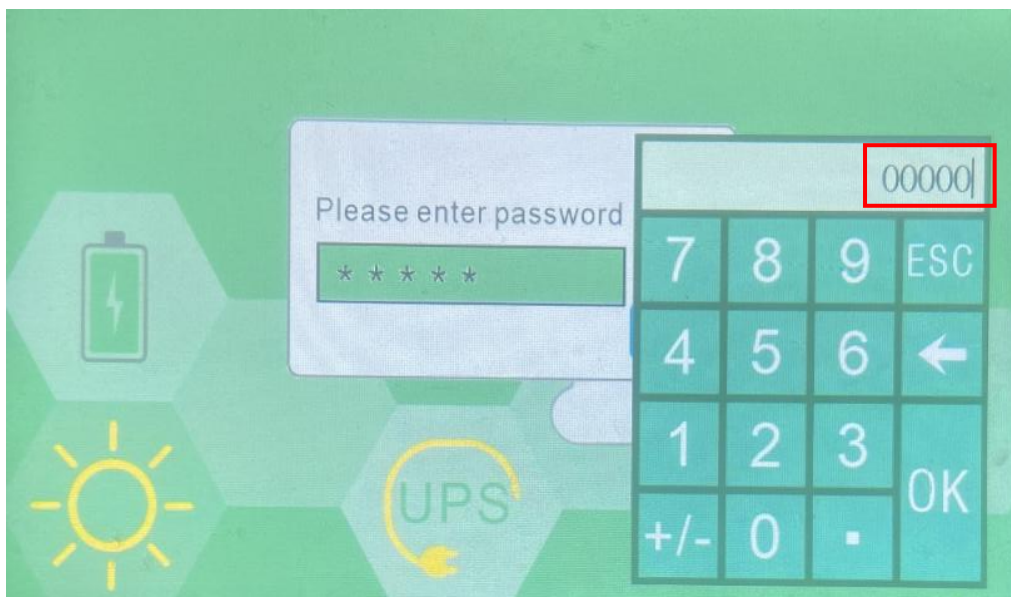 00000
Please enter password
* * * * *
7 8 9 ESC
4 5 6 ←
1 2 3
OK
+/- 0 .
UPS